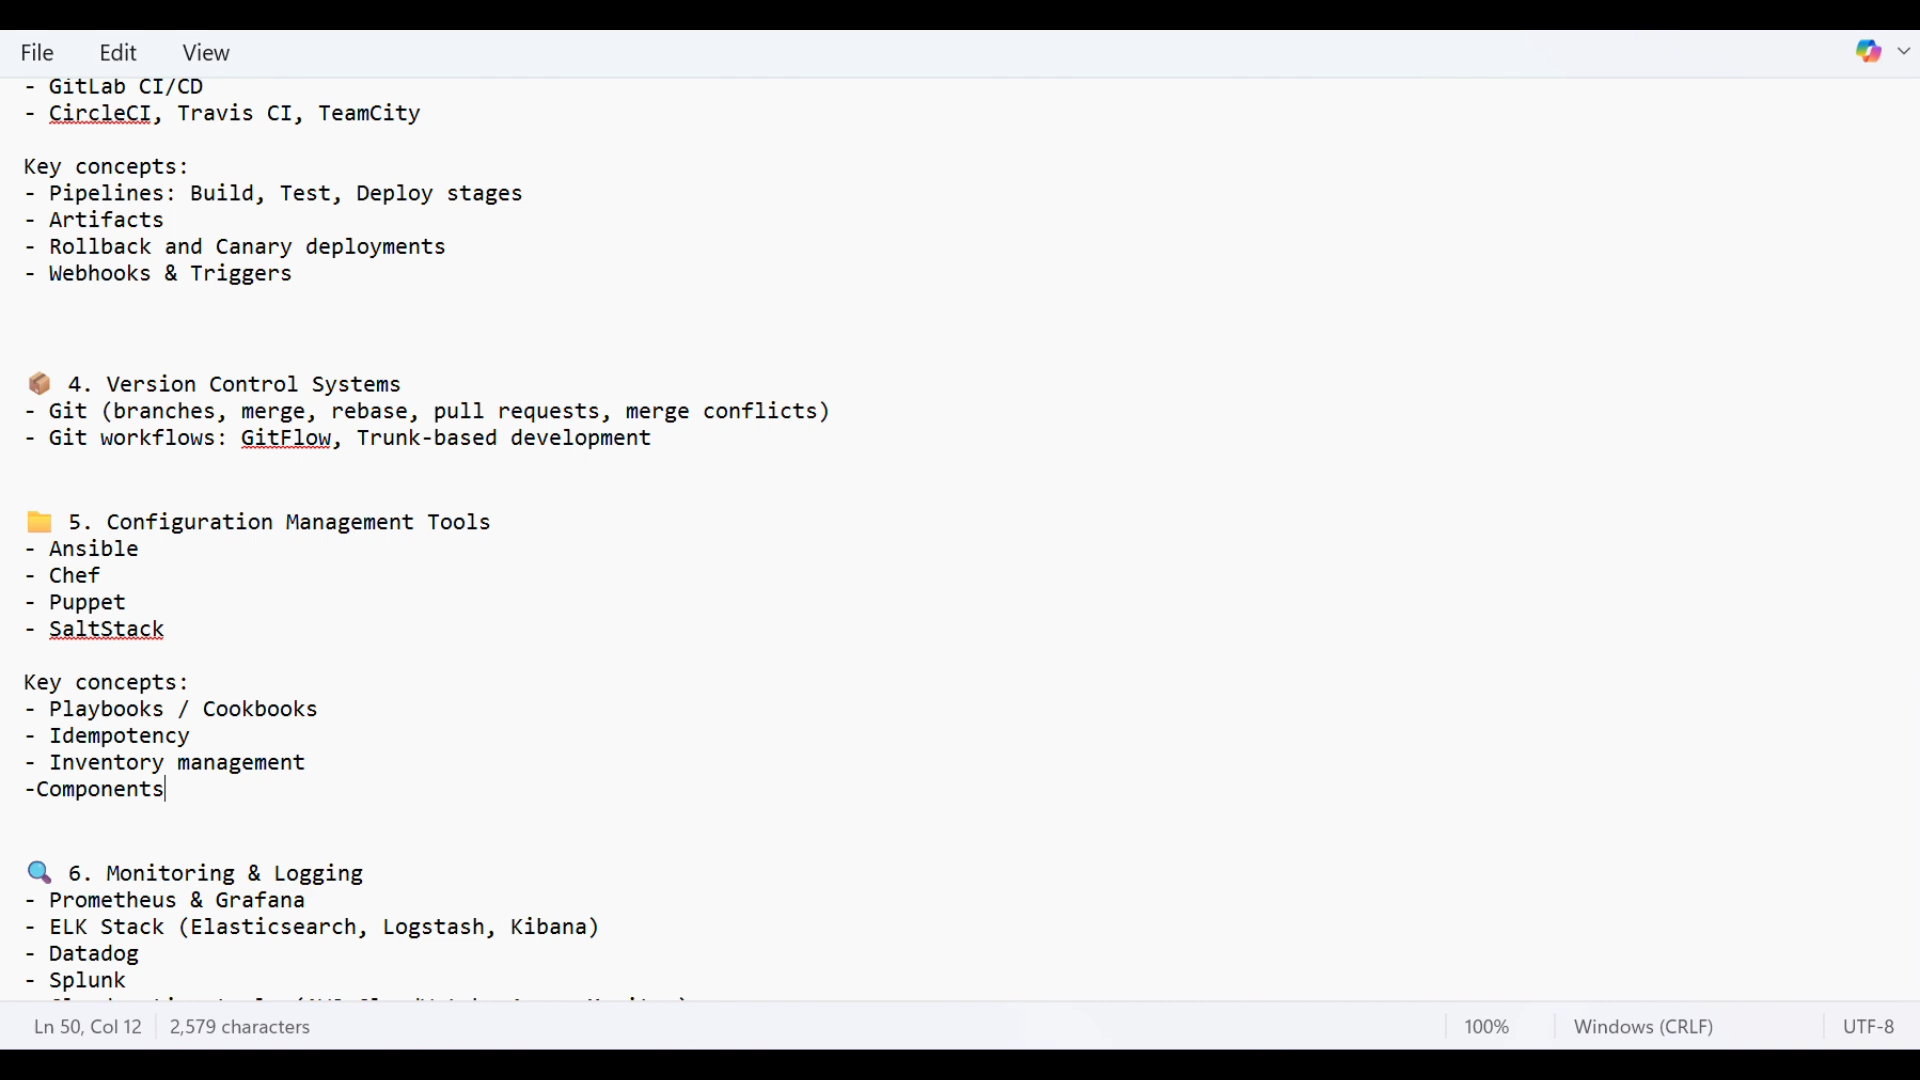 File Edit View
- GitLab CI/CD
- CircleCI, Travis CI, TeamCity
Key concepts:
- Pipelines: Build, Test, Deploy stages
- Artifacts
- Rollback and Canary deployments
- Webhooks & Triggers
📦 4. Version Control Systems
- Git (branches, merge, rebase, pull requests, merge conflicts)
- Git workflows: GitFlow, Trunk-based development
📁 5. Configuration Management Tools
- Ansible
- Chef
- Puppet
- SaltStack
Key concepts:
- Playbooks / Cookbooks
- Idempotency
- Inventory management
-Components
🔍 6. Monitoring & Logging
- Prometheus & Grafana
- ELK Stack (Elasticsearch, Logstash, Kibana)
- Datadog
- Splunk
Ln 50, Col 12 2,579 characters 100% Windows (CRLF) UTF-8